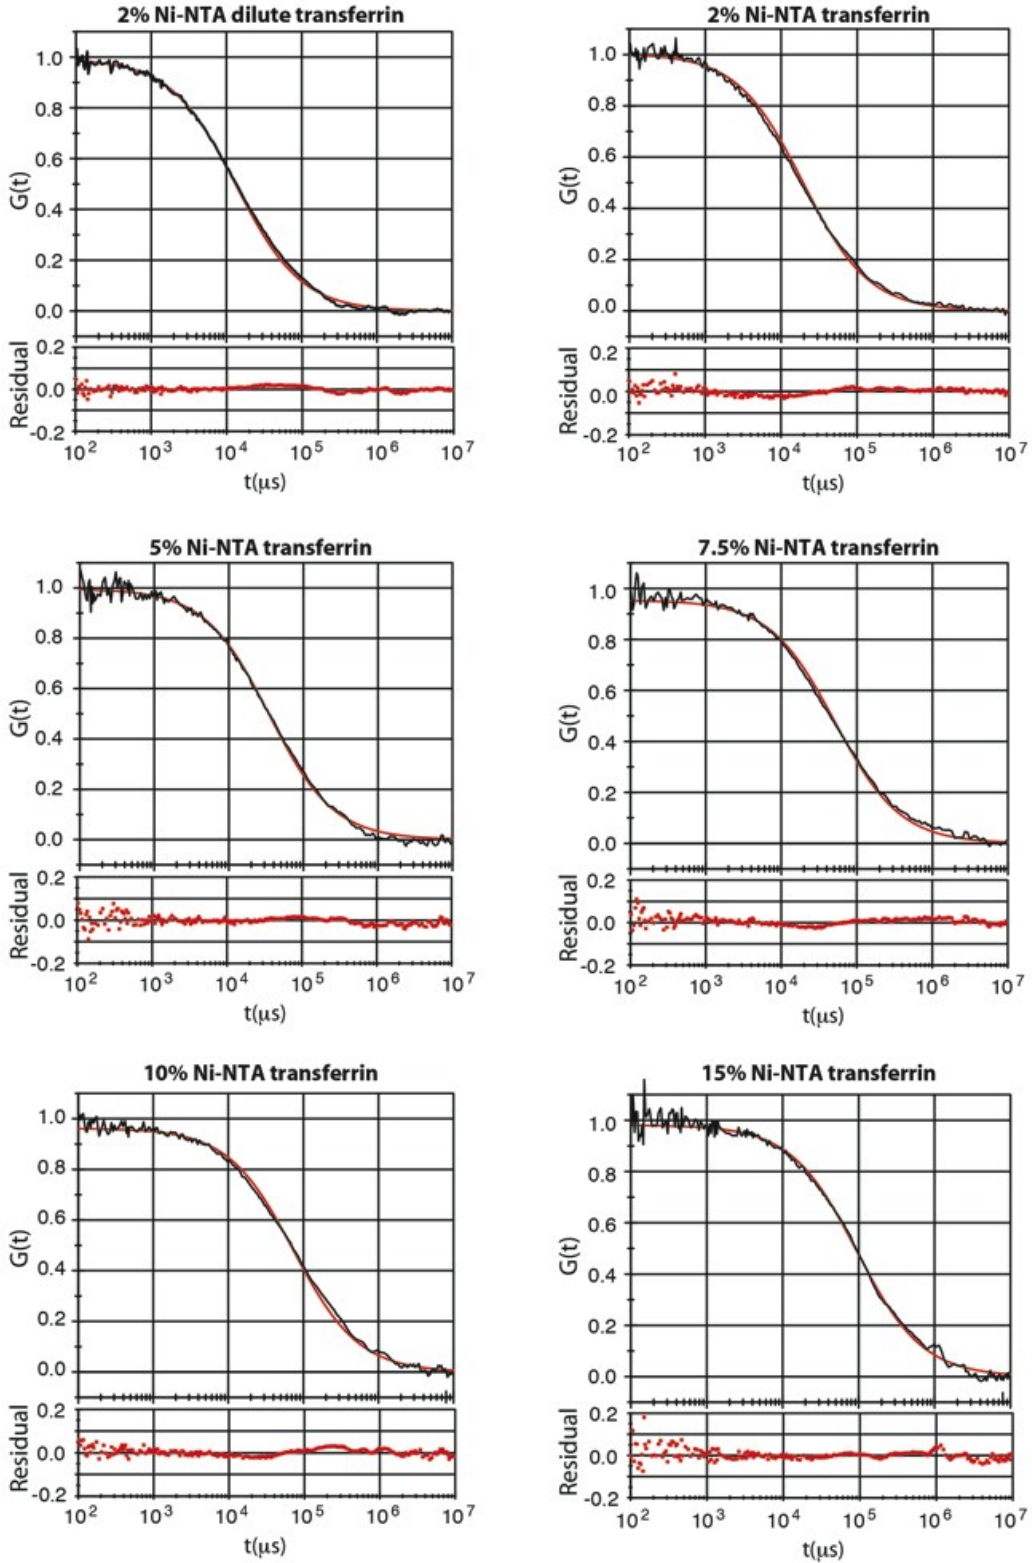 2% Ni-NTA dilute transferrin
1.0
0.8
0.6
0.4
0.2
0.0
G(t)
0.2
0.0
-0.2
Residual
10² 10³ 10⁴ 10⁵ 10⁶ 10⁷
t(μs)
2% Ni-NTA transferrin
1.0
0.8
0.6
0.4
0.2
0.0
G(t)
0.2
0.0
-0.2
Residual
10² 10³ 10⁴ 10⁵ 10⁶ 10⁷
t(μs)
5% Ni-NTA transferrin
1.0
0.8
0.6
0.4
0.2
0.0
G(t)
0.2
0.0
-0.2
Residual
10² 10³ 10⁴ 10⁵ 10⁶ 10⁷
t(μs)
7.5% Ni-NTA transferrin
1.0
0.8
0.6
0.4
0.2
0.0
G(t)
0.2
0.0
-0.2
Residual
10² 10³ 10⁴ 10⁵ 10⁶ 10⁷
t(μs)
10% Ni-NTA transferrin
1.0
0.8
0.6
0.4
0.2
0.0
G(t)
0.2
0.0
-0.2
Residual
10² 10³ 10⁴ 10⁵ 10⁶ 10⁷
t(μs)
15% Ni-NTA transferrin
1.0
0.8
0.6
0.4
0.2
0.0
G(t)
0.2
0.0
-0.2
Residual
10² 10³ 10⁴ 10⁵ 10⁶ 10⁷
t(μs)